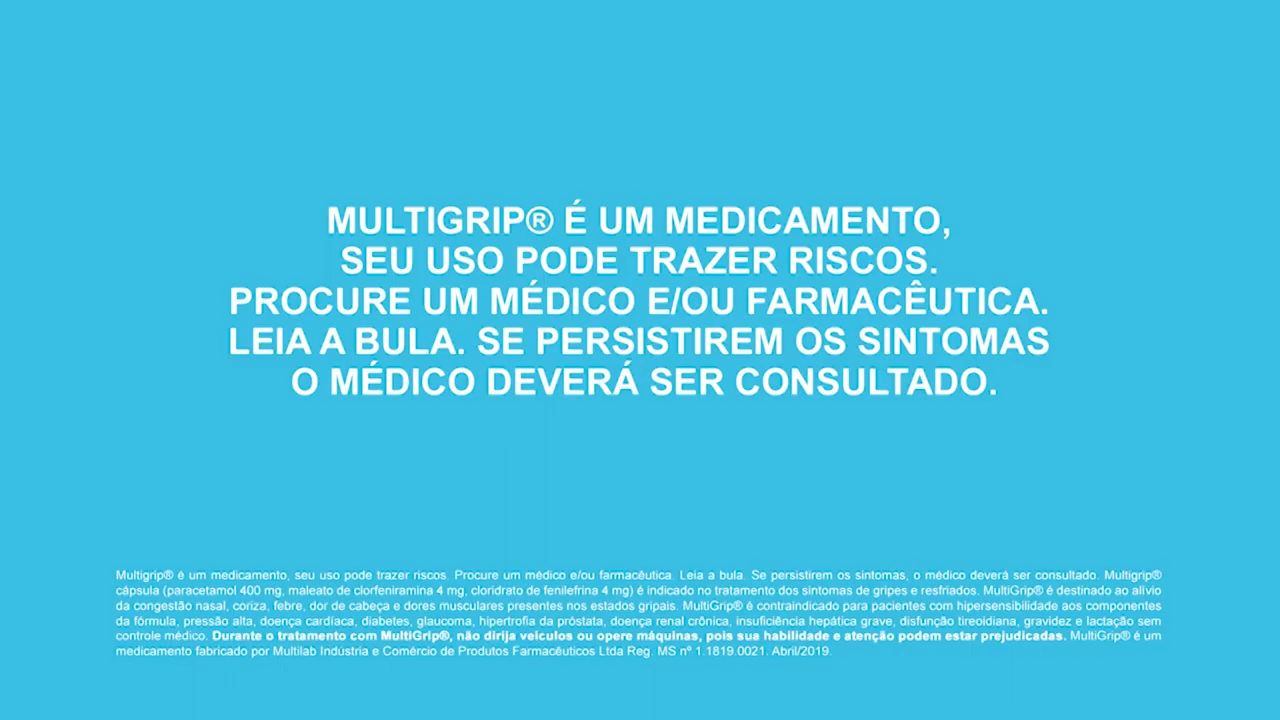 MULTIGRIP® É UM MEDICAMENTO,
SEU USO PODE TRAZER RISCOS.
PROCURE UM MÉDICO E/OU FARMACÊUTICA.
LEIA A BULA. SE PERSISTIREM OS SINTOMAS
O MÉDICO DEVERÁ SER CONSULTADO.
Multigrip® é um medicamento, seu uso pode trazer riscos. Procure um médico e/ou farmacêutica. Leia a bula. Se persistirem os sintomas, o médico deverá ser consultado. Multigrip®
cápsula (paracetamol 400 mg, maleato de clorfeniramina 4 mg, cloridrato de fenilefrina 4 mg) é indicado no tratamento dos sintomas de gripes e resfriados. MultiGrip® é destinado ao alívio
da congestão nasal, coriza, febre, dor de cabeça e dores musculares presentes nos estados gripais. MultiGrip® é contraindicado para pacientes com hipersensibilidade aos componentes
da fórmula, pressão alta, doença cardíaca, diabetes, glaucoma, hipertrofia da próstata, doença renal crônica, insuficiência hepática grave, disfunção tireoidiana, gravidez e lactação sem
controle médico. Durante o tratamento com MultiGrip®, não dirija veículos ou opere máquinas, pois sua habilidade e atenção podem estar prejudicadas. MultiGrip® é um
medicamento fabricado por Multilab Indústria e Comércio de Produtos Farmacêuticos Ltda Reg. MS nº 1.1819.0021. Abril/2019.